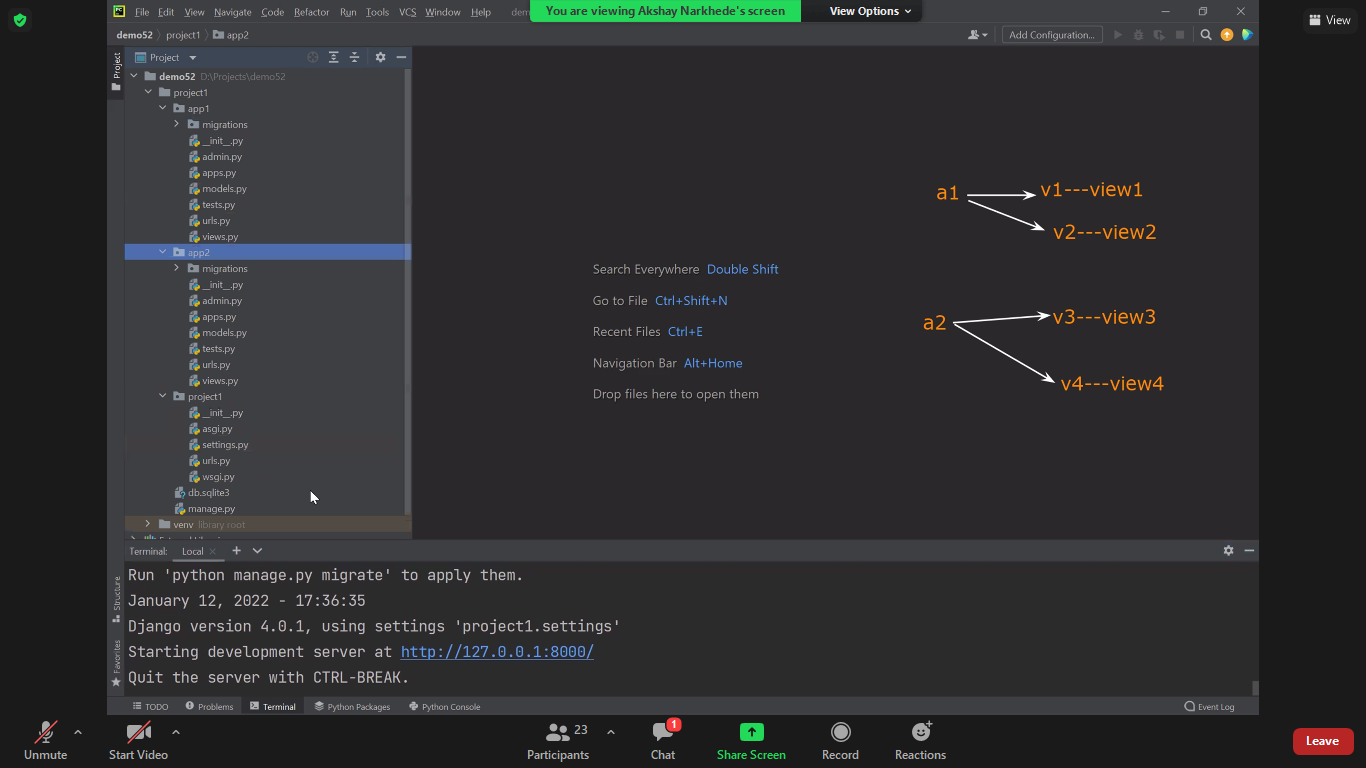 File Edit View Navigate Code Refactor Run Tools VCS Window Help
You are viewing Akshay Narkhede's screen
View Options
View
demo52 project1 app2
Add Configuration...
Project
Project
demo52 D:\Projects\demo52
project1
app1
migrations
__init__.py
admin.py
apps.py
models.py
tests.py
urls.py
views.py
app2
migrations
__init__.py
admin.py
apps.py
models.py
tests.py
urls.py
views.py
project1
__init__.py
asgi.py
settings.py
urls.py
wsgi.py
db.sqlite3
manage.py
venv library root
Search Everywhere Double Shift
Go to File Ctrl+Shift+N
Recent Files Ctrl+E
Navigation Bar Alt+Home
Drop files here to open them
a1 v1---view1
v2---view2
a2 v3---view3
v4---view4
Terminal: Local
Structure
Favorites
Run 'python manage.py migrate' to apply them.
January 12, 2022 - 17:36:35
Django version 4.0.1, using settings 'project1.settings'
Starting development server at http://127.0.0.1:8000/
Quit the server with CTRL-BREAK.
TODO Problems Terminal Python Packages Python Console Event Log
Unmute Start Video Participants 23 Chat 1 Share Screen Record Reactions Leave